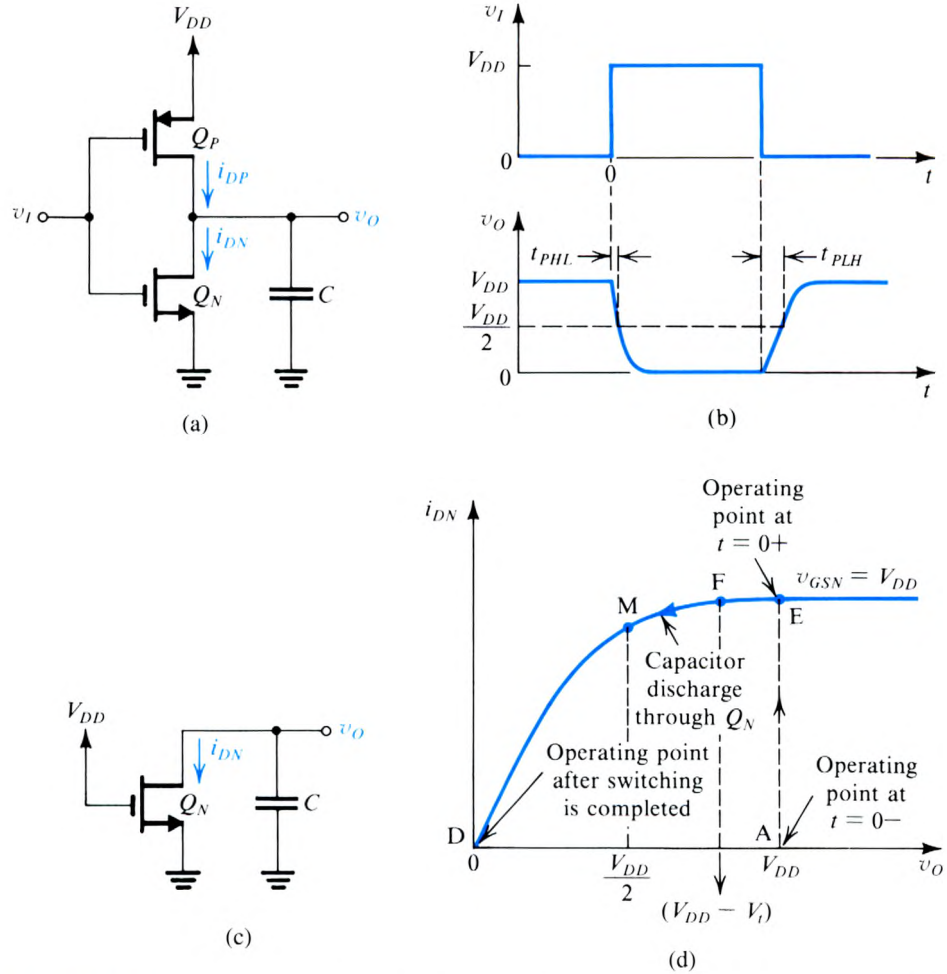 V_DD
Q_P
i_DP
v_I
v_O
i_DN
Q_N
C
(a)
v_I
V_DD
0
0
t
v_O
t_PHL
t_PLH
V_DD
V_DD
2
0
t
(b)
V_DD
v_O
i_DN
Q_N
C
(c)
i_DN
Operating
point at
t = 0+
v_GSN = V_DD
M
F
E
Capacitor
discharge
through Q_N
Operating point
after switching
is completed
Operating
point at
t = 0−
D
A
0
V_DD
2
V_DD
v_O
(V_DD − V_t)
(d)